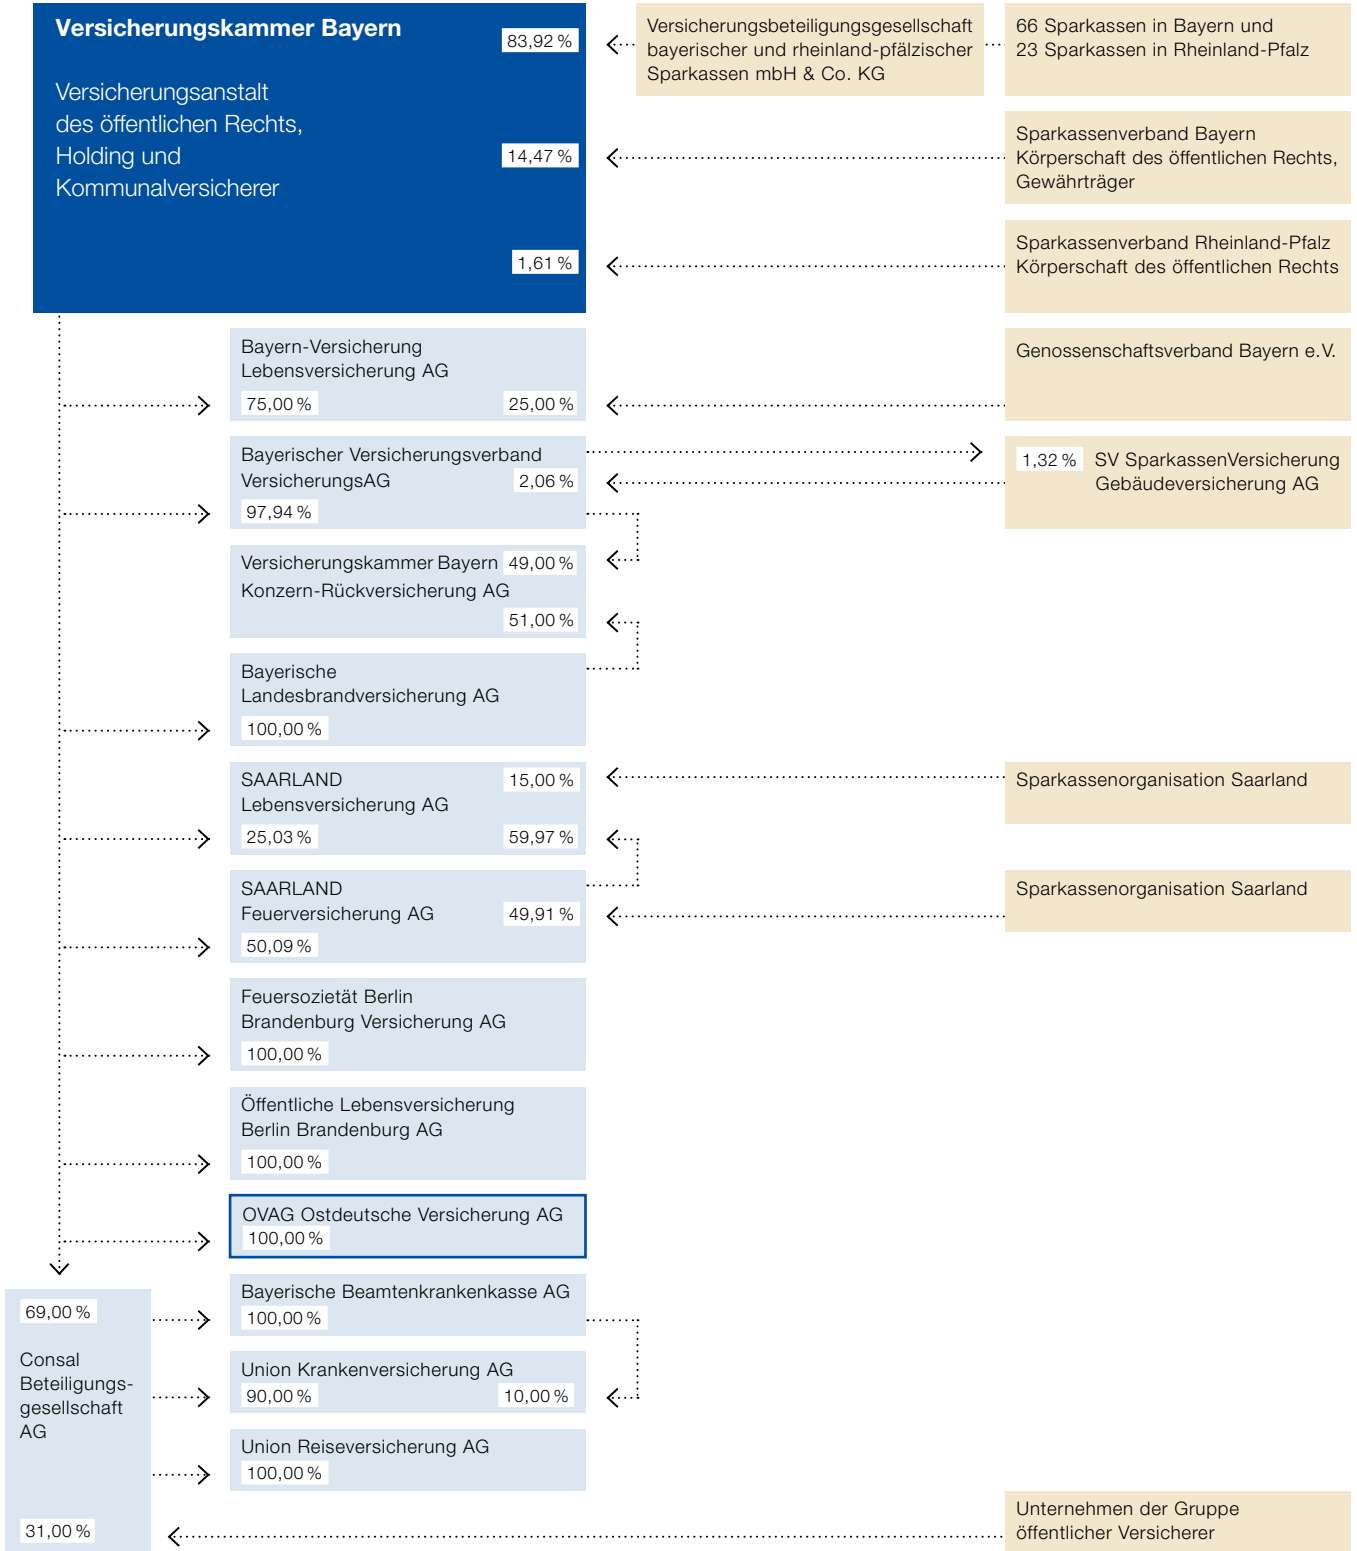 Versicherungskammer Bayern
83,92 %
Versicherungsanstalt
des öffentlichen Rechts,
Holding und
Kommunalversicherer
14,47 %
1,61 %
Versicherungsbeteiligungsgesellschaft
bayerischer und rheinland-pfälzischer
Sparkassen mbH & Co. KG
66 Sparkassen in Bayern und
23 Sparkassen in Rheinland-Pfalz
Sparkassenverband Bayern
Körperschaft des öffentlichen Rechts,
Gewährträger
Sparkassenverband Rheinland-Pfalz
Körperschaft des öffentlichen Rechts
Bayern-Versicherung
Lebensversicherung AG
75,00 % 25,00 %
Genossenschaftsverband Bayern e.V.
Bayerischer Versicherungsverband
VersicherungsAG 2,06 %
97,94 %
1,32 % SV SparkassenVersicherung
Gebäudeversicherung AG
Versicherungskammer Bayern 49,00 %
Konzern-Rückversicherung AG
51,00 %
Bayerische
Landesbrandversicherung AG
100,00 %
SAARLAND 15,00 %
Lebensversicherung AG
25,03 % 59,97 %
Sparkassenorganisation Saarland
SAARLAND
Feuerversicherung AG 49,91 %
50,09 %
Sparkassenorganisation Saarland
Feuersozietät Berlin
Brandenburg Versicherung AG
100,00 %
Öffentliche Lebensversicherung
Berlin Brandenburg AG
100,00 %
OVAG Ostdeutsche Versicherung AG
100,00 %
69,00 %
Consal
Beteiligungs-
gesellschaft
AG
31,00 %
Bayerische Beamtenkrankenkasse AG
100,00 %
Union Krankenversicherung AG
90,00 % 10,00 %
Union Reiseversicherung AG
100,00 %
Unternehmen der Gruppe
öffentlicher Versicherer